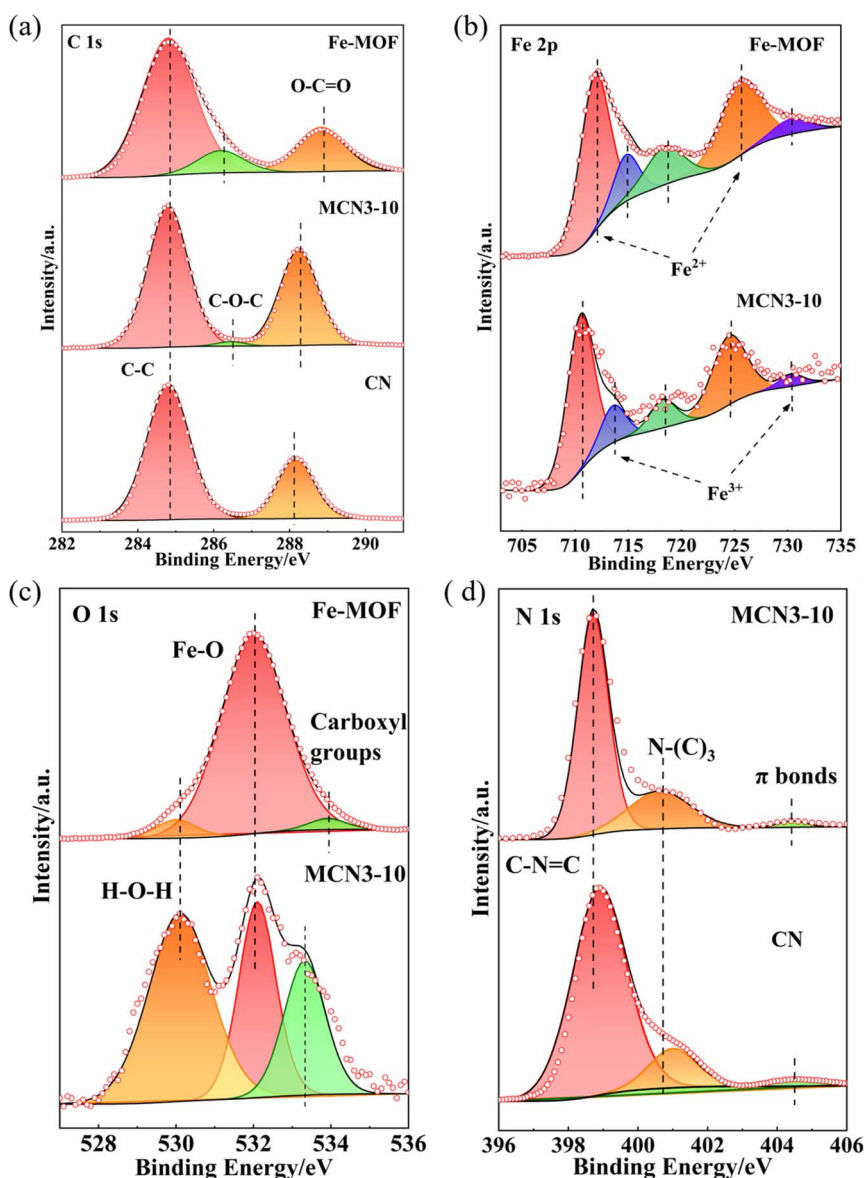 (a)
C 1s
Fe-MOF
O-C=O
MCN3-10
C-O-C
C-C
CN
Intensity/a.u.
282 284 286 288 290
Binding Energy/eV
(b)
Fe 2p
Fe-MOF
Fe2+
MCN3-10
Fe3+
Intensity/a.u.
705 710 715 720 725 730 735
Binding Energy/eV
(c)
O 1s
Fe-MOF
Fe-O
Carboxyl
groups
MCN3-10
H-O-H
Intensity/a.u.
528 530 532 534 536
Binding Energy/eV
( d)
N 1s
MCN3-10
N-(C)3
π bonds
C-N=C
CN
Intensity/a.u.
396 398 400 402 404 406
Binding Energy/eV